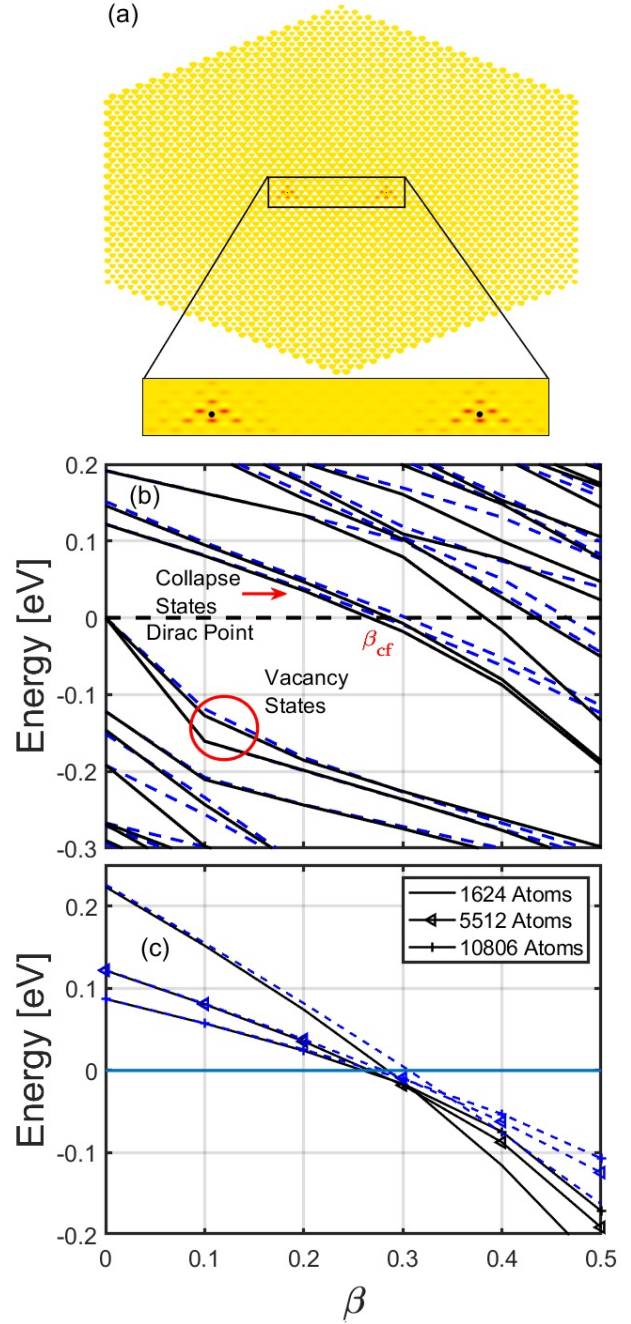 (a)
(b)
0.2
0.1
0
-0.1
-0.2
-0.3
Energy [eV]
Collapse
States
Dirac Point
βcf
Vacancy
States
(c)
0.2
0.1
0
-0.1
-0.2
Energy [eV]
1624 Atoms
5512 Atoms
10806 Atoms
0 0.1 0.2 0.3 0.4 0.5
β